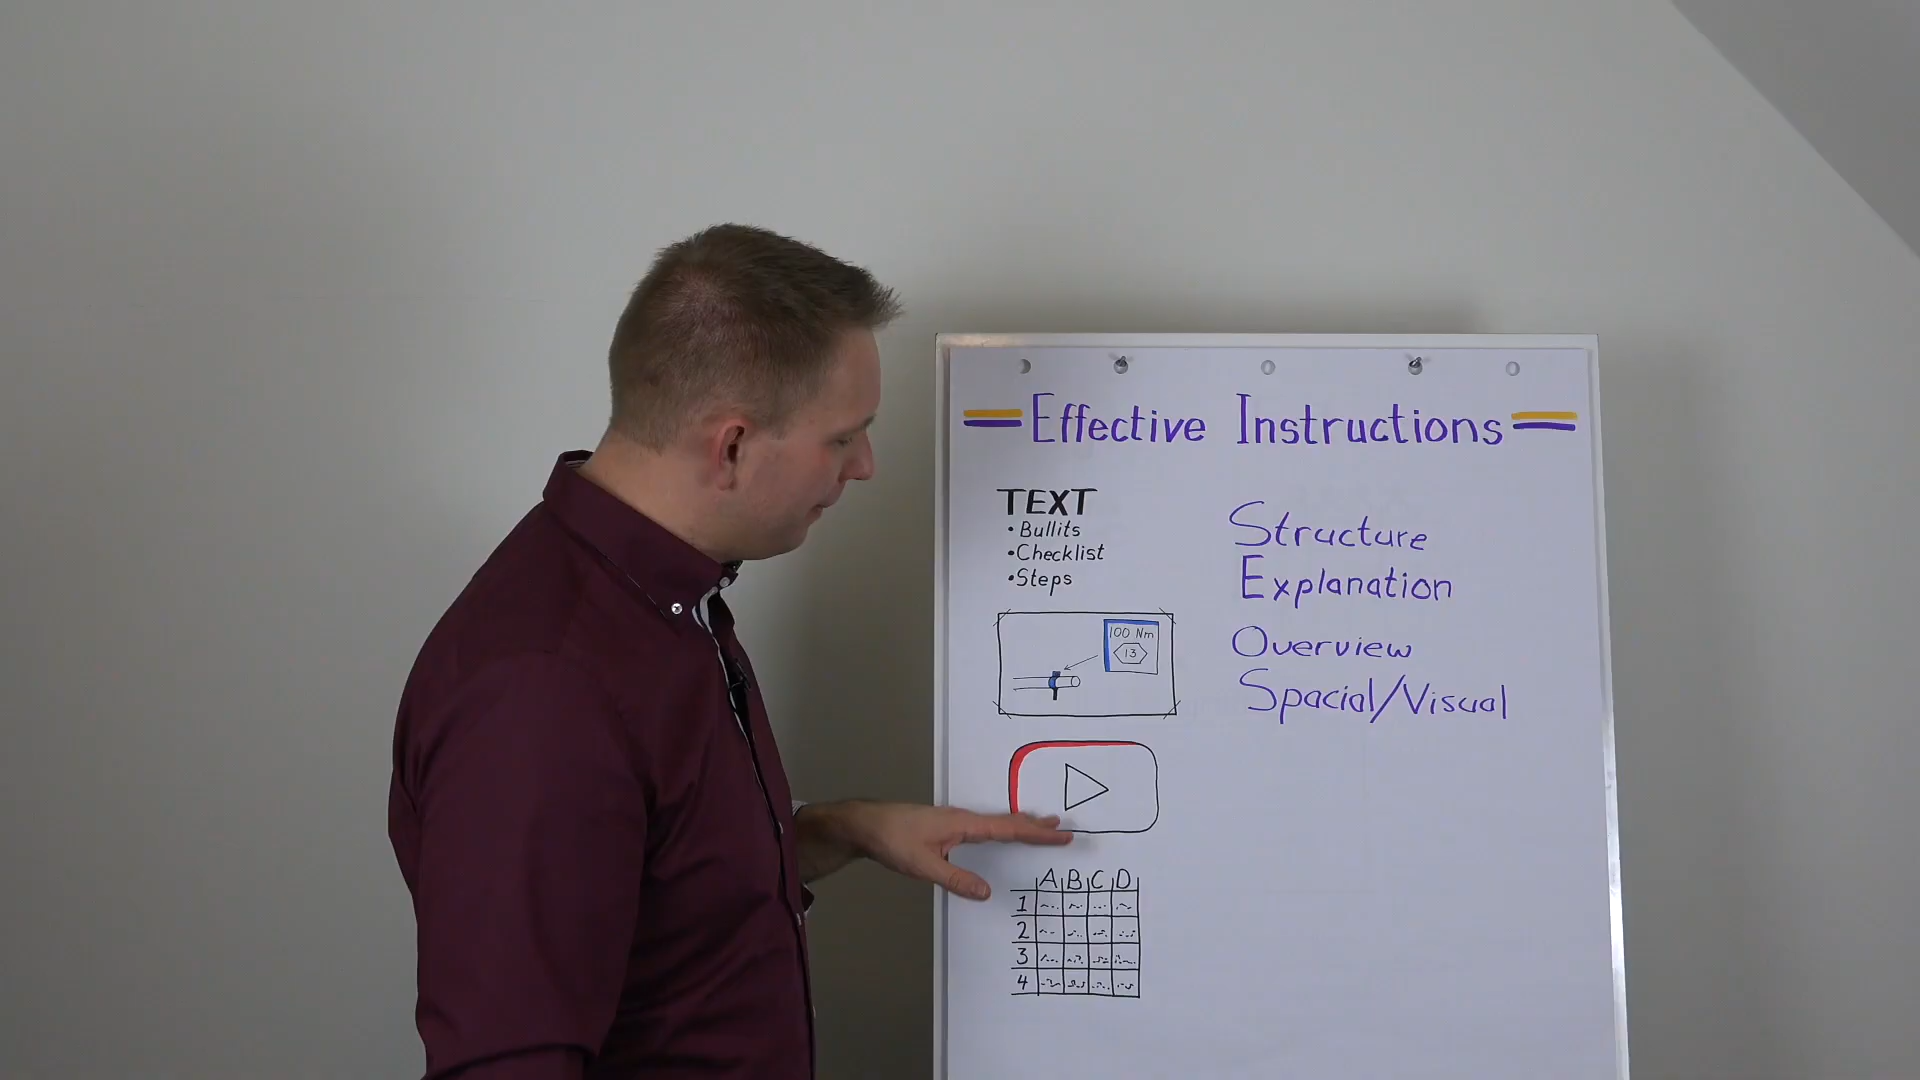 Effective Instructions
TEXT
• Bullits
• Checklist
• Steps
Structure
Explanation
100 Nm
13
Overview
Spacial/Visual
A B C D
1
2
3
4